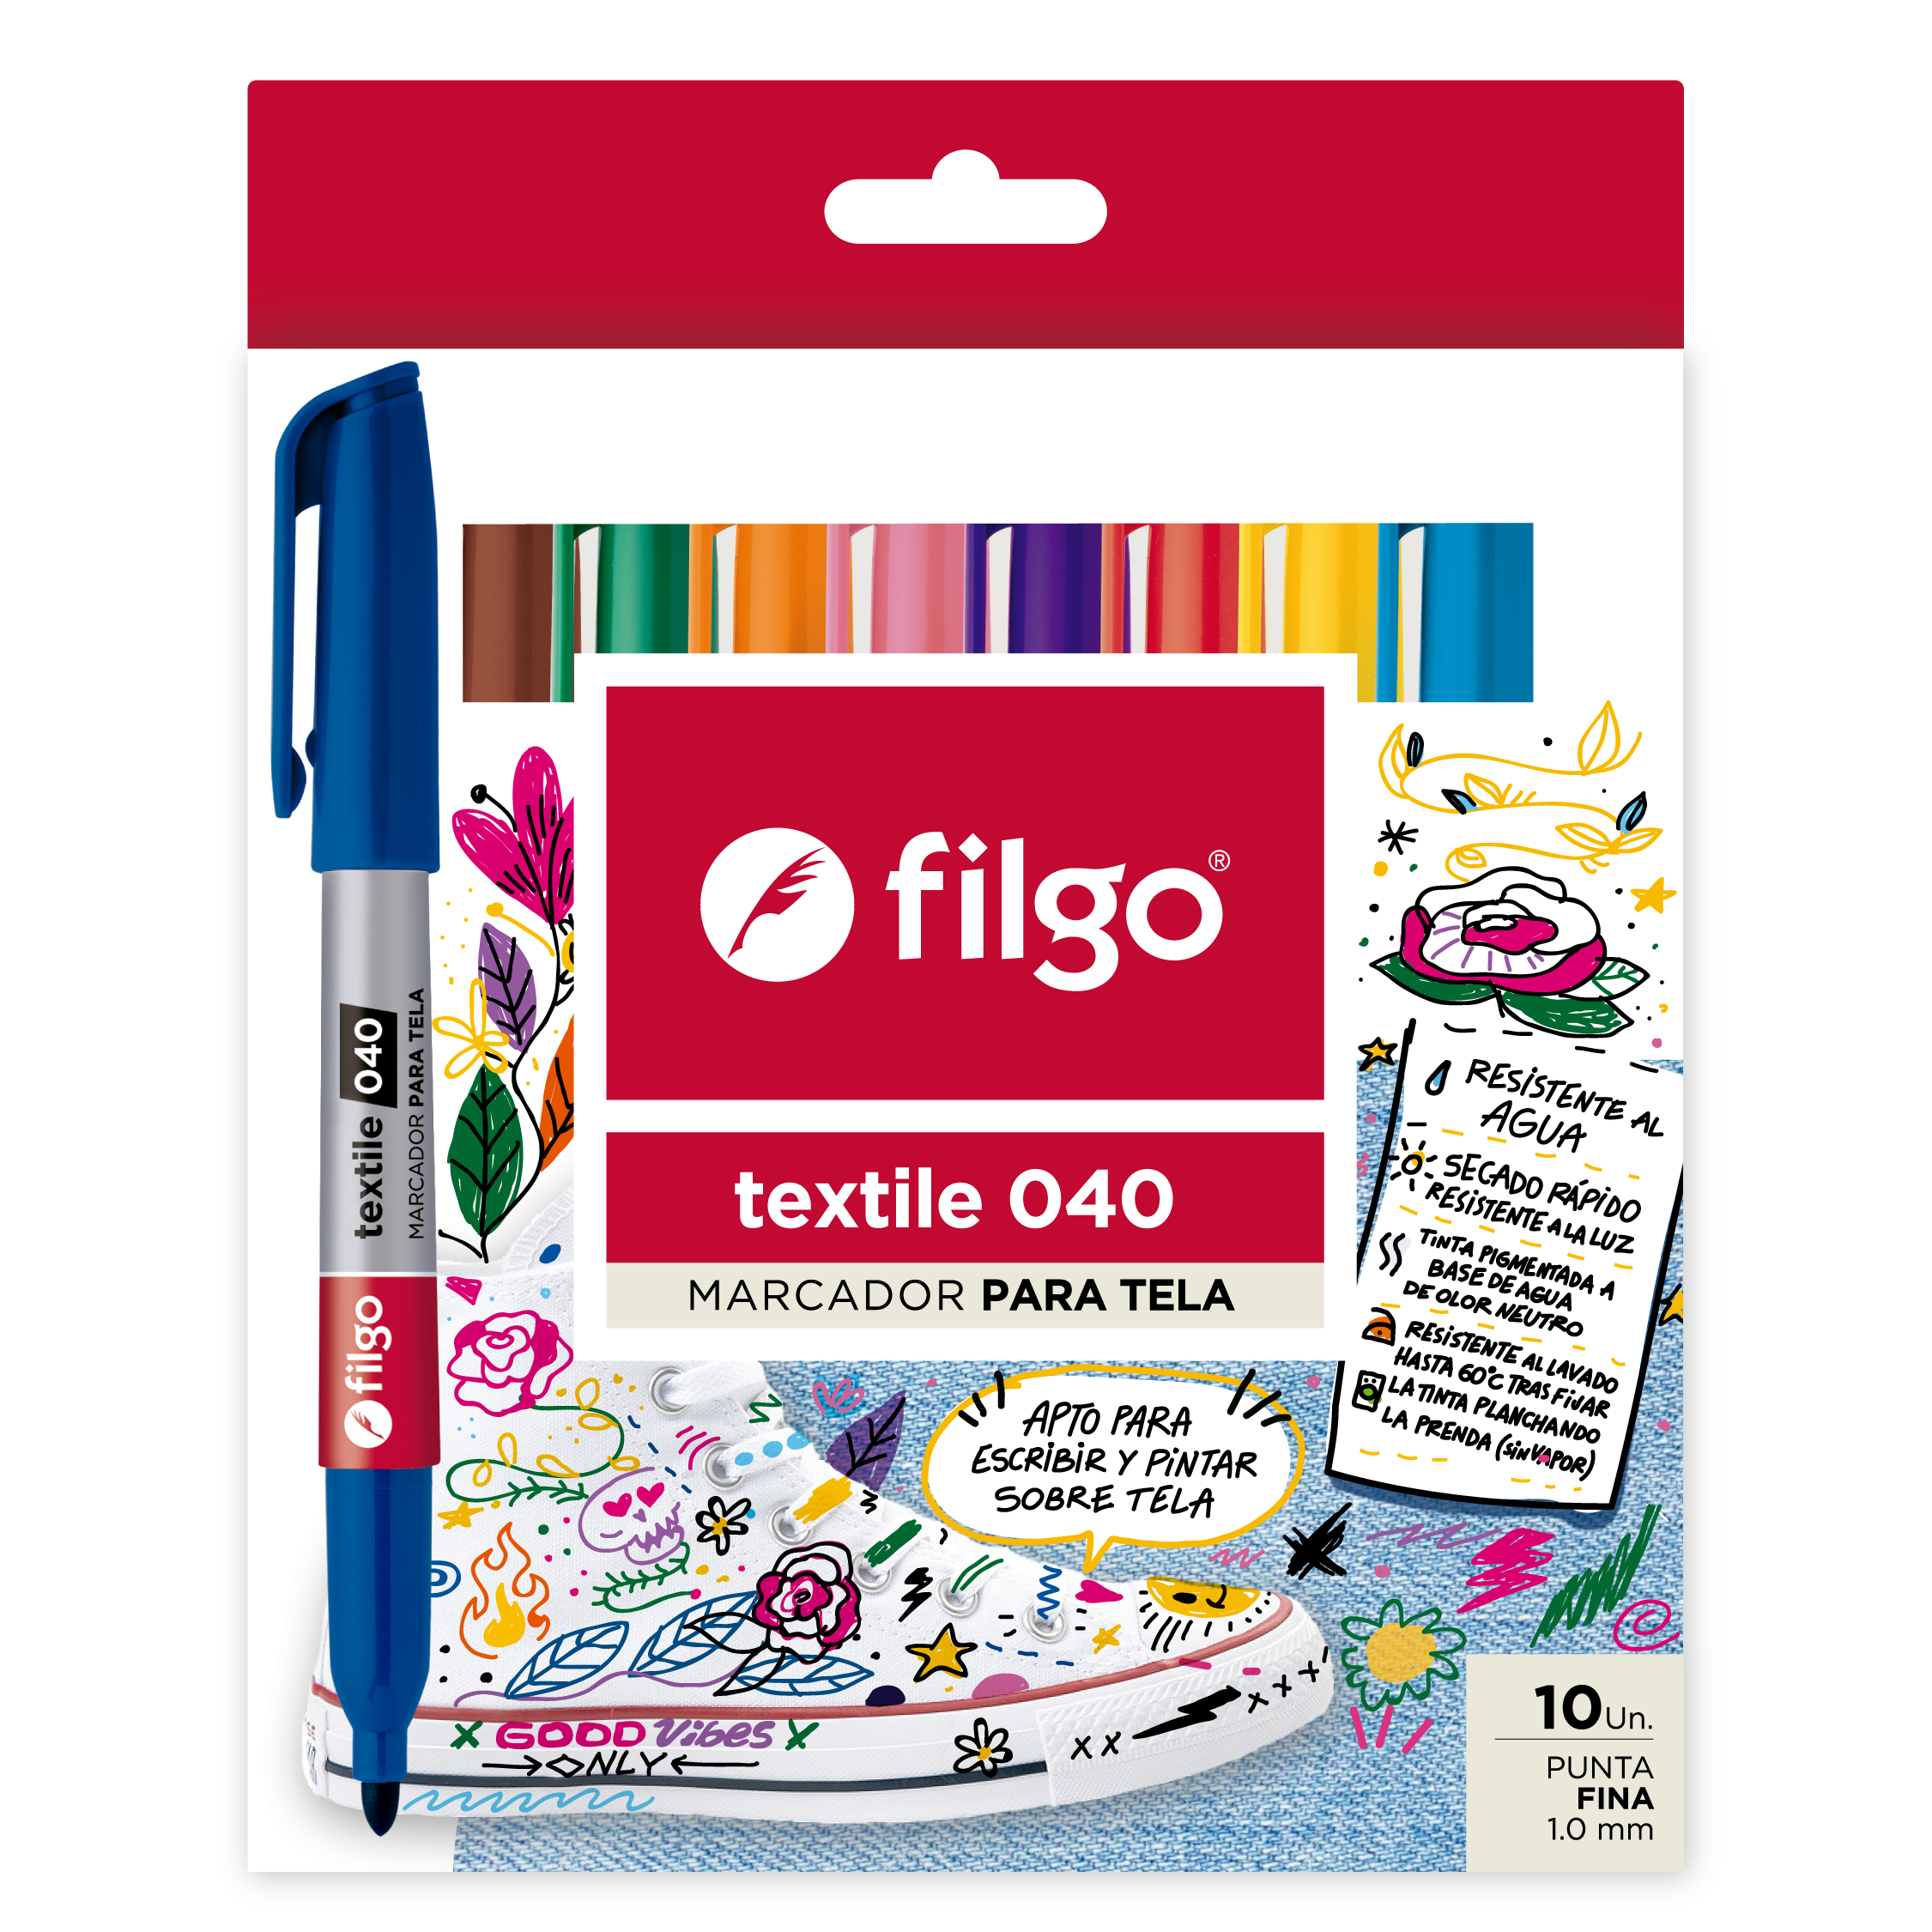 filgo®
textile 040
MARCADOR PARA TELA
textile 040
MARCADOR PARA TELA
filgo
RESISTENTE AL
AGUA
SECADO RÁPIDO
RESISTENTE A LA LUZ
TINTA PIGMENTADA A
BASE DE AGUA
DE OLOR NEUTRO
RESISTENTE AL LAVADO
HASTA 60°C TRAS FIJAR
LA TINTA PLANCHANDO
LA PRENDA (SIN VAPOR)
APTO PARA
ESCRIBIR Y PINTAR
SOBRE TELA
X GOOD Vibes X
ONLY
X X
X X X
10 Un.
PUNTA
FINA
1.0 mm